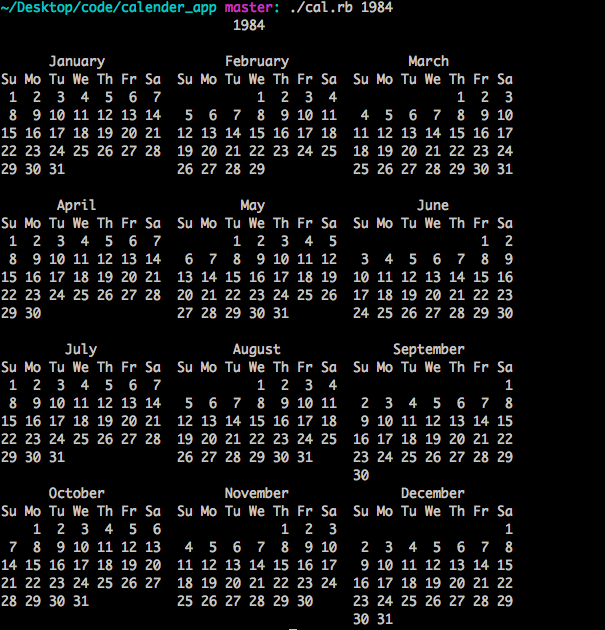 ~/Desktop/code/calender_app master: ./cal.rb 1984
                             1984

      January               February               March
Su Mo Tu We Th Fr Sa  Su Mo Tu We Th Fr Sa  Su Mo Tu We Th Fr Sa
 1  2  3  4  5  6  7            1  2  3  4               1  2  3
 8  9 10 11 12 13 14   5  6  7  8  9 10 11   4  5  6  7  8  9 10
15 16 17 18 19 20 21  12 13 14 15 16 17 18  11 12 13 14 15 16 17
22 23 24 25 26 27 28  19 20 21 22 23 24 25  18 19 20 21 22 23 24
29 30 31              26 27 28 29           25 26 27 28 29 30 31

       April                  May                   June
Su Mo Tu We Th Fr Sa  Su Mo Tu We Th Fr Sa  Su Mo Tu We Th Fr Sa
 1  2  3  4  5  6  7         1  2  3  4  5                  1  2
 8  9 10 11 12 13 14   6  7  8  9 10 11 12   3  4  5  6  7  8  9
15 16 17 18 19 20 21  13 14 15 16 17 18 19  10 11 12 13 14 15 16
22 23 24 25 26 27 28  20 21 22 23 24 25 26  17 18 19 20 21 22 23
29 30                 27 28 29 30 31        24 25 26 27 28 29 30

        July                 August              September
Su Mo Tu We Th Fr Sa  Su Mo Tu We Th Fr Sa  Su Mo Tu We Th Fr Sa
 1  2  3  4  5  6  7            1  2  3  4                     1
 8  9 10 11 12 13 14   5  6  7  8  9 10 11   2  3  4  5  6  7  8
15 16 17 18 19 20 21  12 13 14 15 16 17 18   9 10 11 12 13 14 15
22 23 24 25 26 27 28  19 20 21 22 23 24 25  16 17 18 19 20 21 22
29 30 31              26 27 28 29 30 31     23 24 25 26 27 28 29
                                            30
      October               November              December
Su Mo Tu We Th Fr Sa  Su Mo Tu We Th Fr Sa  Su Mo Tu We Th Fr Sa
    1  2  3  4  5  6               1  2  3                     1
 7  8  9 10 11 12 13   4  5  6  7  8  9 10   2  3  4  5  6  7  8
14 15 16 17 18 19 20  11 12 13 14 15 16 17   9 10 11 12 13 14 15
21 22 23 24 25 26 27  18 19 20 21 22 23 24  16 17 18 19 20 21 22
28 29 30 31           25 26 27 28 29 30     23 24 25 26 27 28 29
                                            30 31